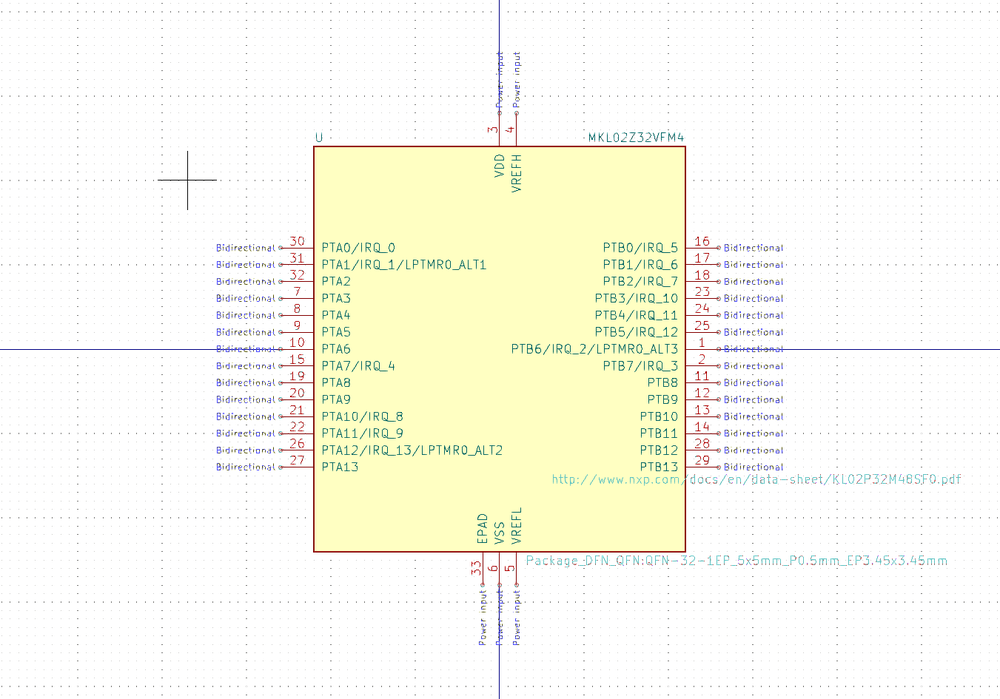 Power input Power input
3 4
U MKL02Z32VFM4
VDD VREFH
Bidirectional 30 PTA0/IRQ_0 PTB0/IRQ_5 16 Bidirectional
Bidirectional 31 PTA1/IRQ_1/LPTMR0_ALT1 PTB1/IRQ_6 17 Bidirectional
Bidirectional 32 PTA2 PTB2/IRQ_7 18 Bidirectional
Bidirectional 7 PTA3 PTB3/IRQ_10 23 Bidirectional
Bidirectional 8 PTA4 PTB4/IRQ_11 24 Bidirectional
Bidirectional 9 PTA5 PTB5/IRQ_12 25 Bidirectional
Bidirectional 10 PTA6 PTB6/IRQ_2/LPTMR0_ALT3 1 Bidirectional
Bidirectional 15 PTA7/IRQ_4 PTB7/IRQ_3 2 Bidirectional
Bidirectional 19 PTA8 PTB8 11 Bidirectional
Bidirectional 20 PTA9 PTB9 12 Bidirectional
Bidirectional 21 PTA10/IRQ_8 PTB10 13 Bidirectional
Bidirectional 22 PTA11/IRQ_9 PTB11 14 Bidirectional
Bidirectional 26 PTA12/IRQ_13/LPTMR0_ALT2 PTB12 28 Bidirectional
Bidirectional 27 PTA13 PTB13 29 Bidirectional
http://www.nxp.com/docs/en/data-sheet/KL02P32M48SF0.pdf
EPAD VSS VREFL
Package_DFN_QFN:QFN-32-1EP_5x5mm_P0.5mm_EP3.45x3.45mm
33 6 5
Power input Power input Power input